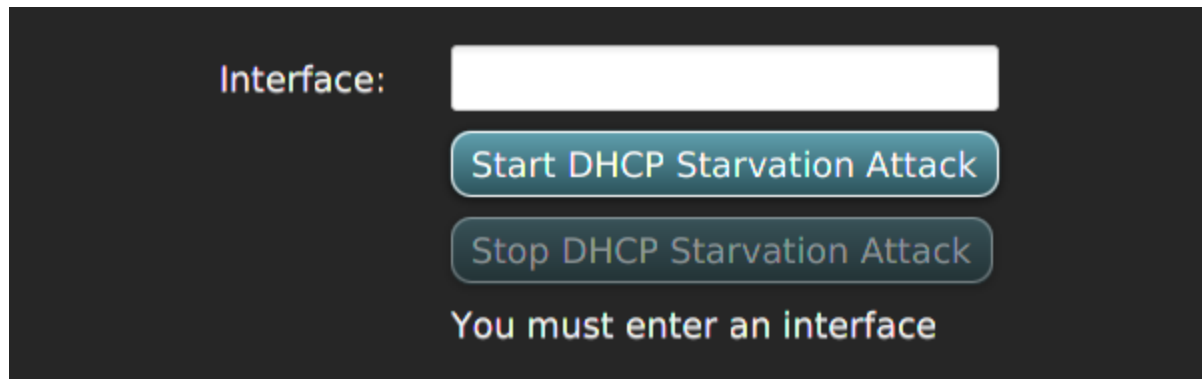 Interface:
Start DHCP Starvation Attack
Stop DHCP Starvation Attack
You must enter an interface